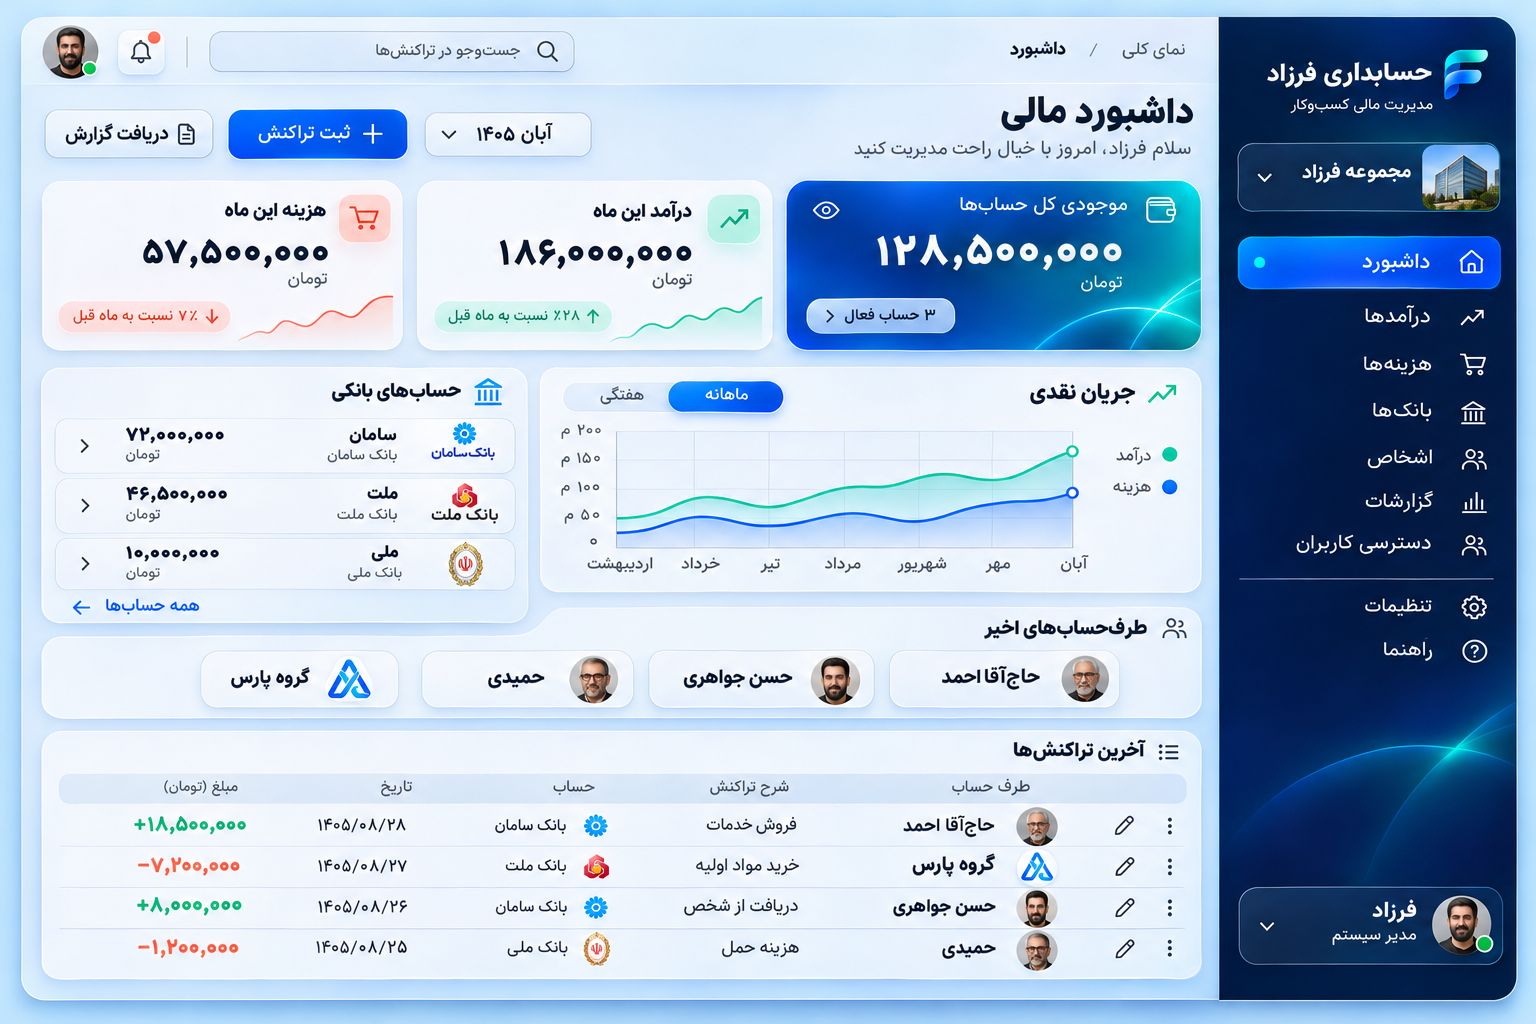 حسابداری فرزاد
مدیریت مالی کسب‌وکار
مجموعه فرزاد
داشبورد
درآمدها
هزینه‌ها
بانک‌ها
اشخاص
گزارشات
دسترسی کاربران
تنظیمات
راهنما
فرزاد
مدیر سیستم
نمای کلی / داشبورد
جست‌وجو در تراکنش‌ها
داشبورد مالی
سلام فرزاد، امروز با خیال راحت مدیریت کنید
آبان ۱۴۰۵
ثبت تراکنش
دریافت گزارش
موجودی کل حساب‌ها
۱۲۸,۵۰۰,۰۰۰
تومان
۳ حساب فعال
درآمد این ماه
۱۸۶,۰۰۰,۰۰۰
تومان
۲۸٪ نسبت به ماه قبل
هزینه این ماه
۵۷,۵۰۰,۰۰۰
تومان
۷٪ نسبت به ماه قبل
جریان نقدی
ماهانه
هفتگی
درآمد
هزینه
۲۰۰ م
۱۵۰ م
۱۰۰ م
۵۰ م
۰
آبان مهر شهریور مرداد تیر خرداد اردیبهشت
حساب‌های بانکی
بانک سامان
سامان
بانک سامان
۷۲,۰۰۰,۰۰۰
تومان
بانک ملت
ملت
بانک ملت
۴۶,۵۰۰,۰۰۰
تومان
ملی
بانک ملی
۱۰,۰۰۰,۰۰۰
تومان
همه حساب‌ها
طرف‌حساب‌های اخیر
حاج‌آقا احمد
حسن جواهری
حمیدی
گروه پارس
آخرین تراکنش‌ها
طرف حساب شرح تراکنش حساب تاریخ مبلغ (تومان)
حاج‌آقا احمد فروش خدمات بانک سامان ۱۴۰۵/۰۸/۲۸ +۱۸,۵۰۰,۰۰۰
گروه پارس خرید مواد اولیه بانک ملت ۱۴۰۵/۰۸/۲۷ −۷,۲۰۰,۰۰۰
حسن جواهری دریافت از شخص بانک سامان ۱۴۰۵/۰۸/۲۶ +۸,۰۰۰,۰۰۰
حمیدی هزینه حمل بانک ملی ۱۴۰۵/۰۸/۲۵ −۱,۲۰۰,۰۰۰